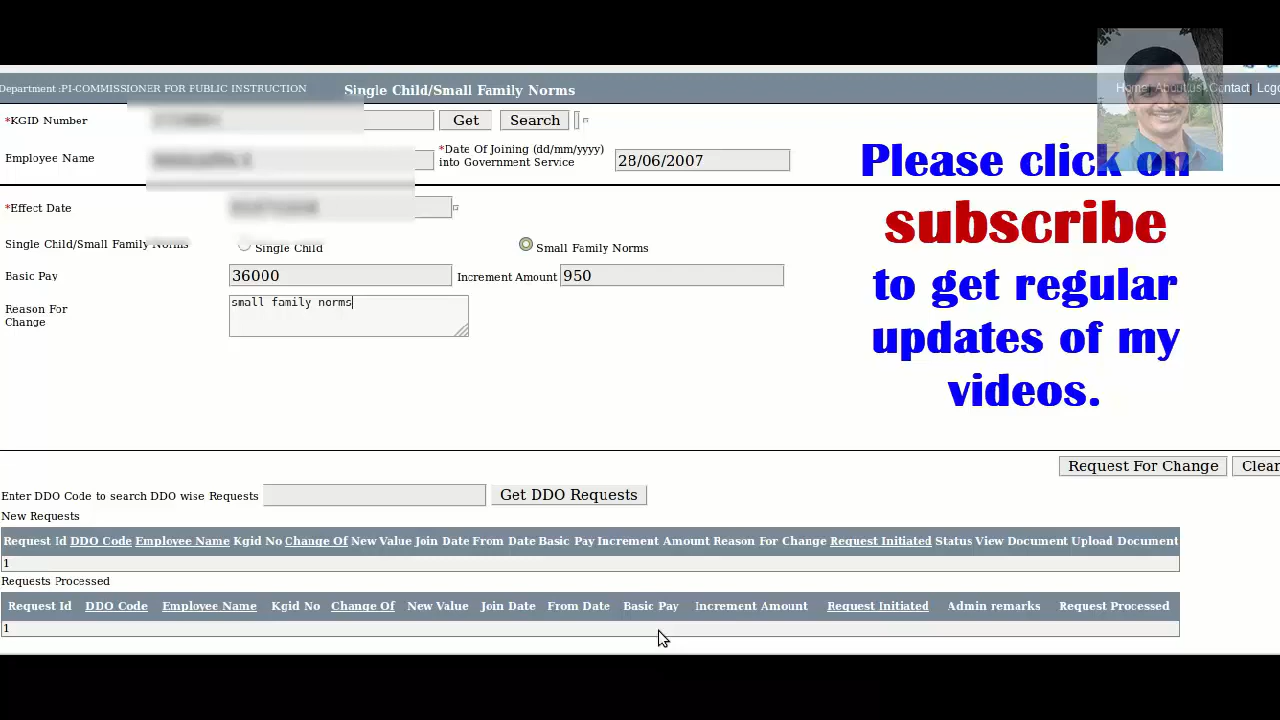 Department :PI-COMMISSIONER FOR PUBLIC INSTRUCTION Single Child/Small Family Norms Home| About us| Contact|
*KGID Number Get Search
Employee Name *Date Of Joining (dd/mm/yyyy) into Government Service 28/06/2007
*Effect Date
Single Child/Small Family Norms Single Child Small Family Norms
Basic Pay 36000 Increment Amount 950
Reason For Change small family norms
Please click on
subscribe
to get regular
updates of my
videos.
Request For Change Clear
Enter DDO Code to search DDO wise Requests Get DDO Requests
New Requests
Request Id DDO Code Employee Name Kgid No Change Of New Value Join Date From Date Basic Pay Increment Amount Reason For Change Request Initiated Status View Document Upload Document
1
Requests Processed
Request Id DDO Code Employee Name Kgid No Change Of New Value Join Date From Date Basic Pay Increment Amount Request Initiated Admin remarks Request Processed
1